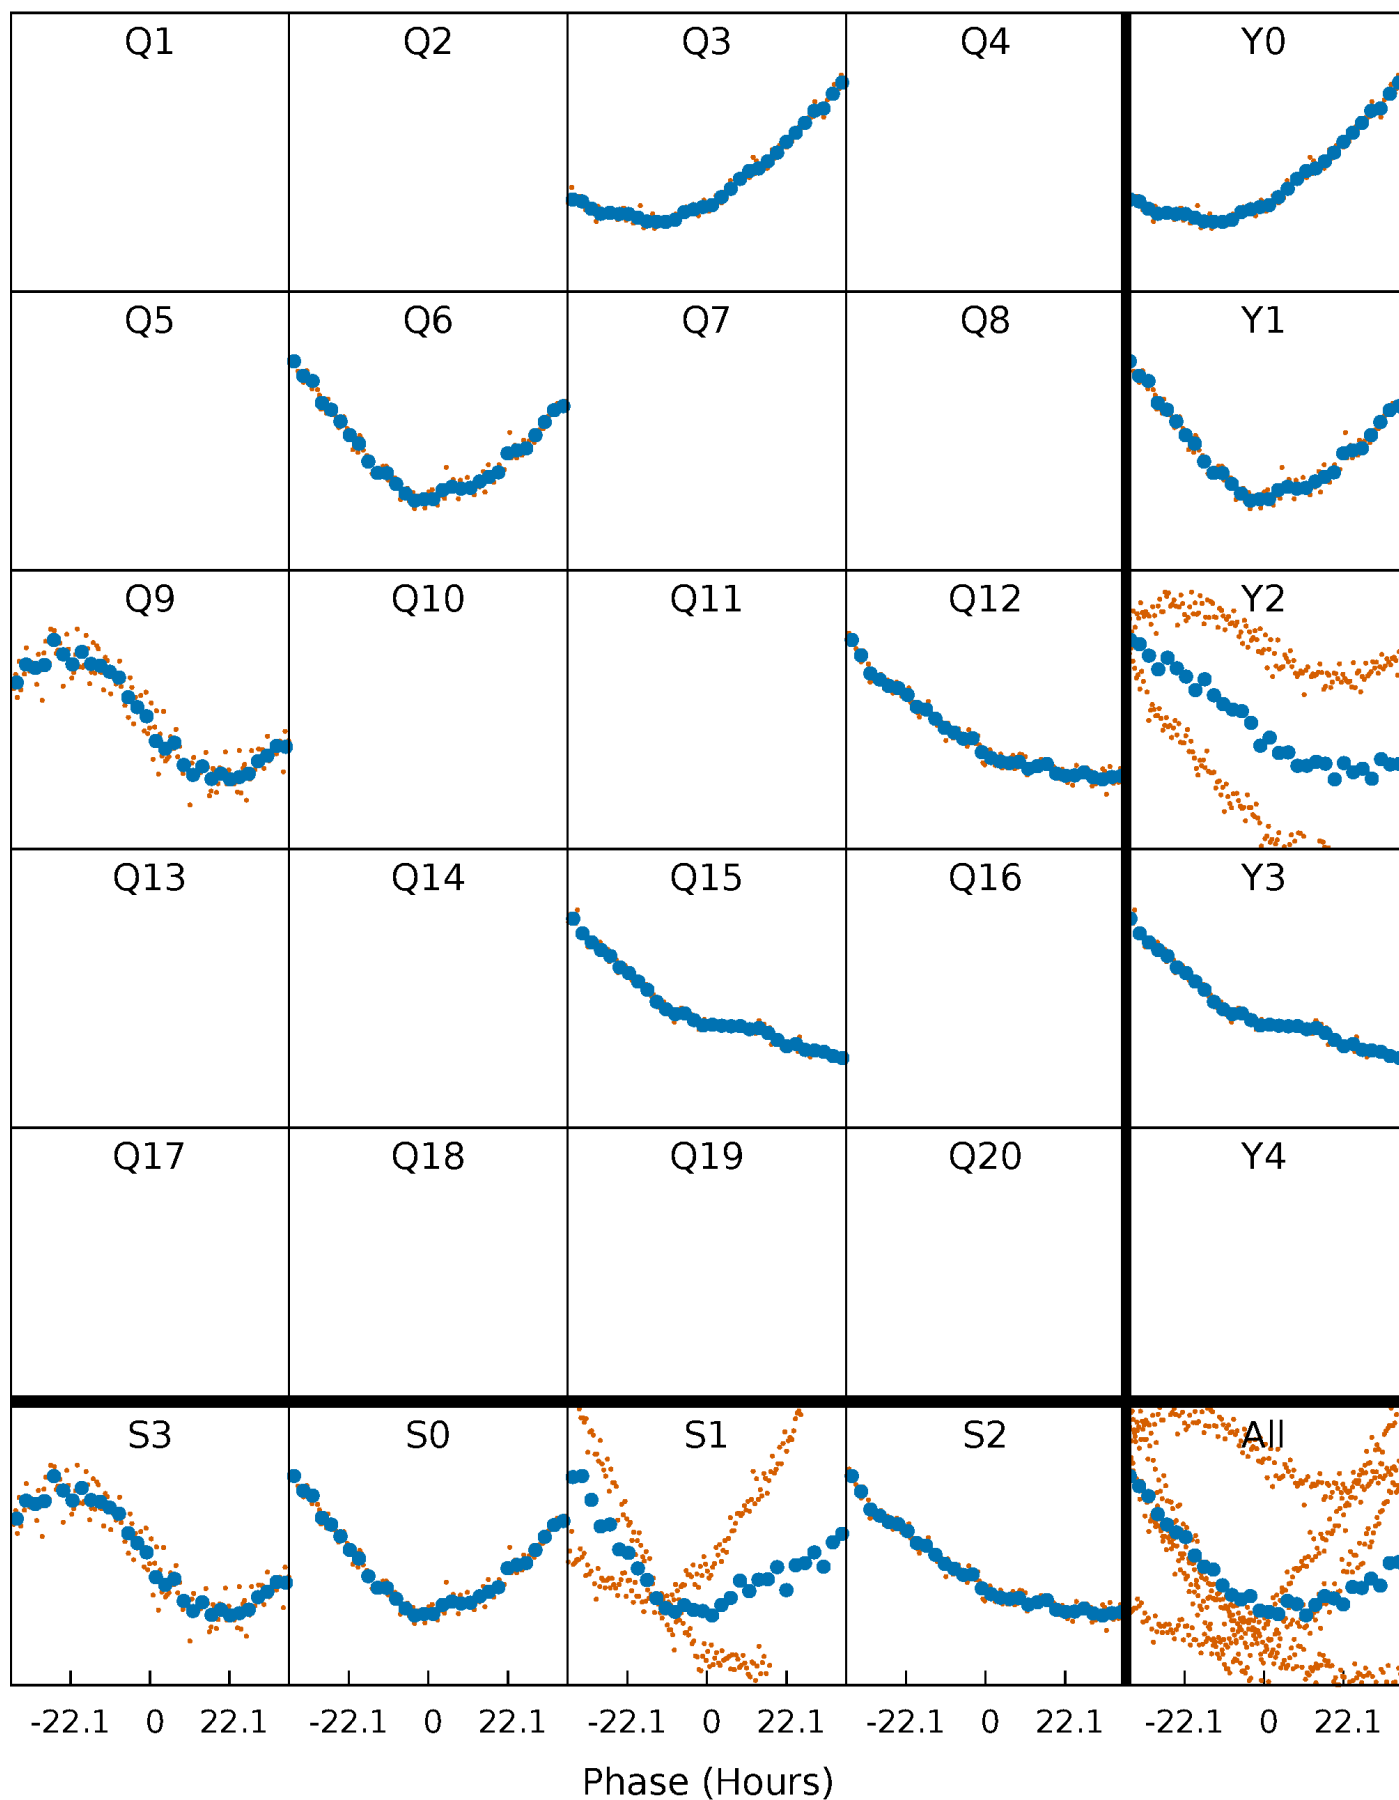 Q1 Q2 Q3 Q4 Y0
Q5 Q6 Q7 Q8 Y1
Q9 Q10 Q11 Q12 Y2
Q13 Q14 Q15 Q16 Y3
Q17 Q18 Q19 Q20 Y4
S3 S0 S1 S2 All
-22.1 0 22.1 -22.1 0 22.1 -22.1 0 22.1 -22.1 0 22.1 -22.1 0 22.1
Phase (Hours)